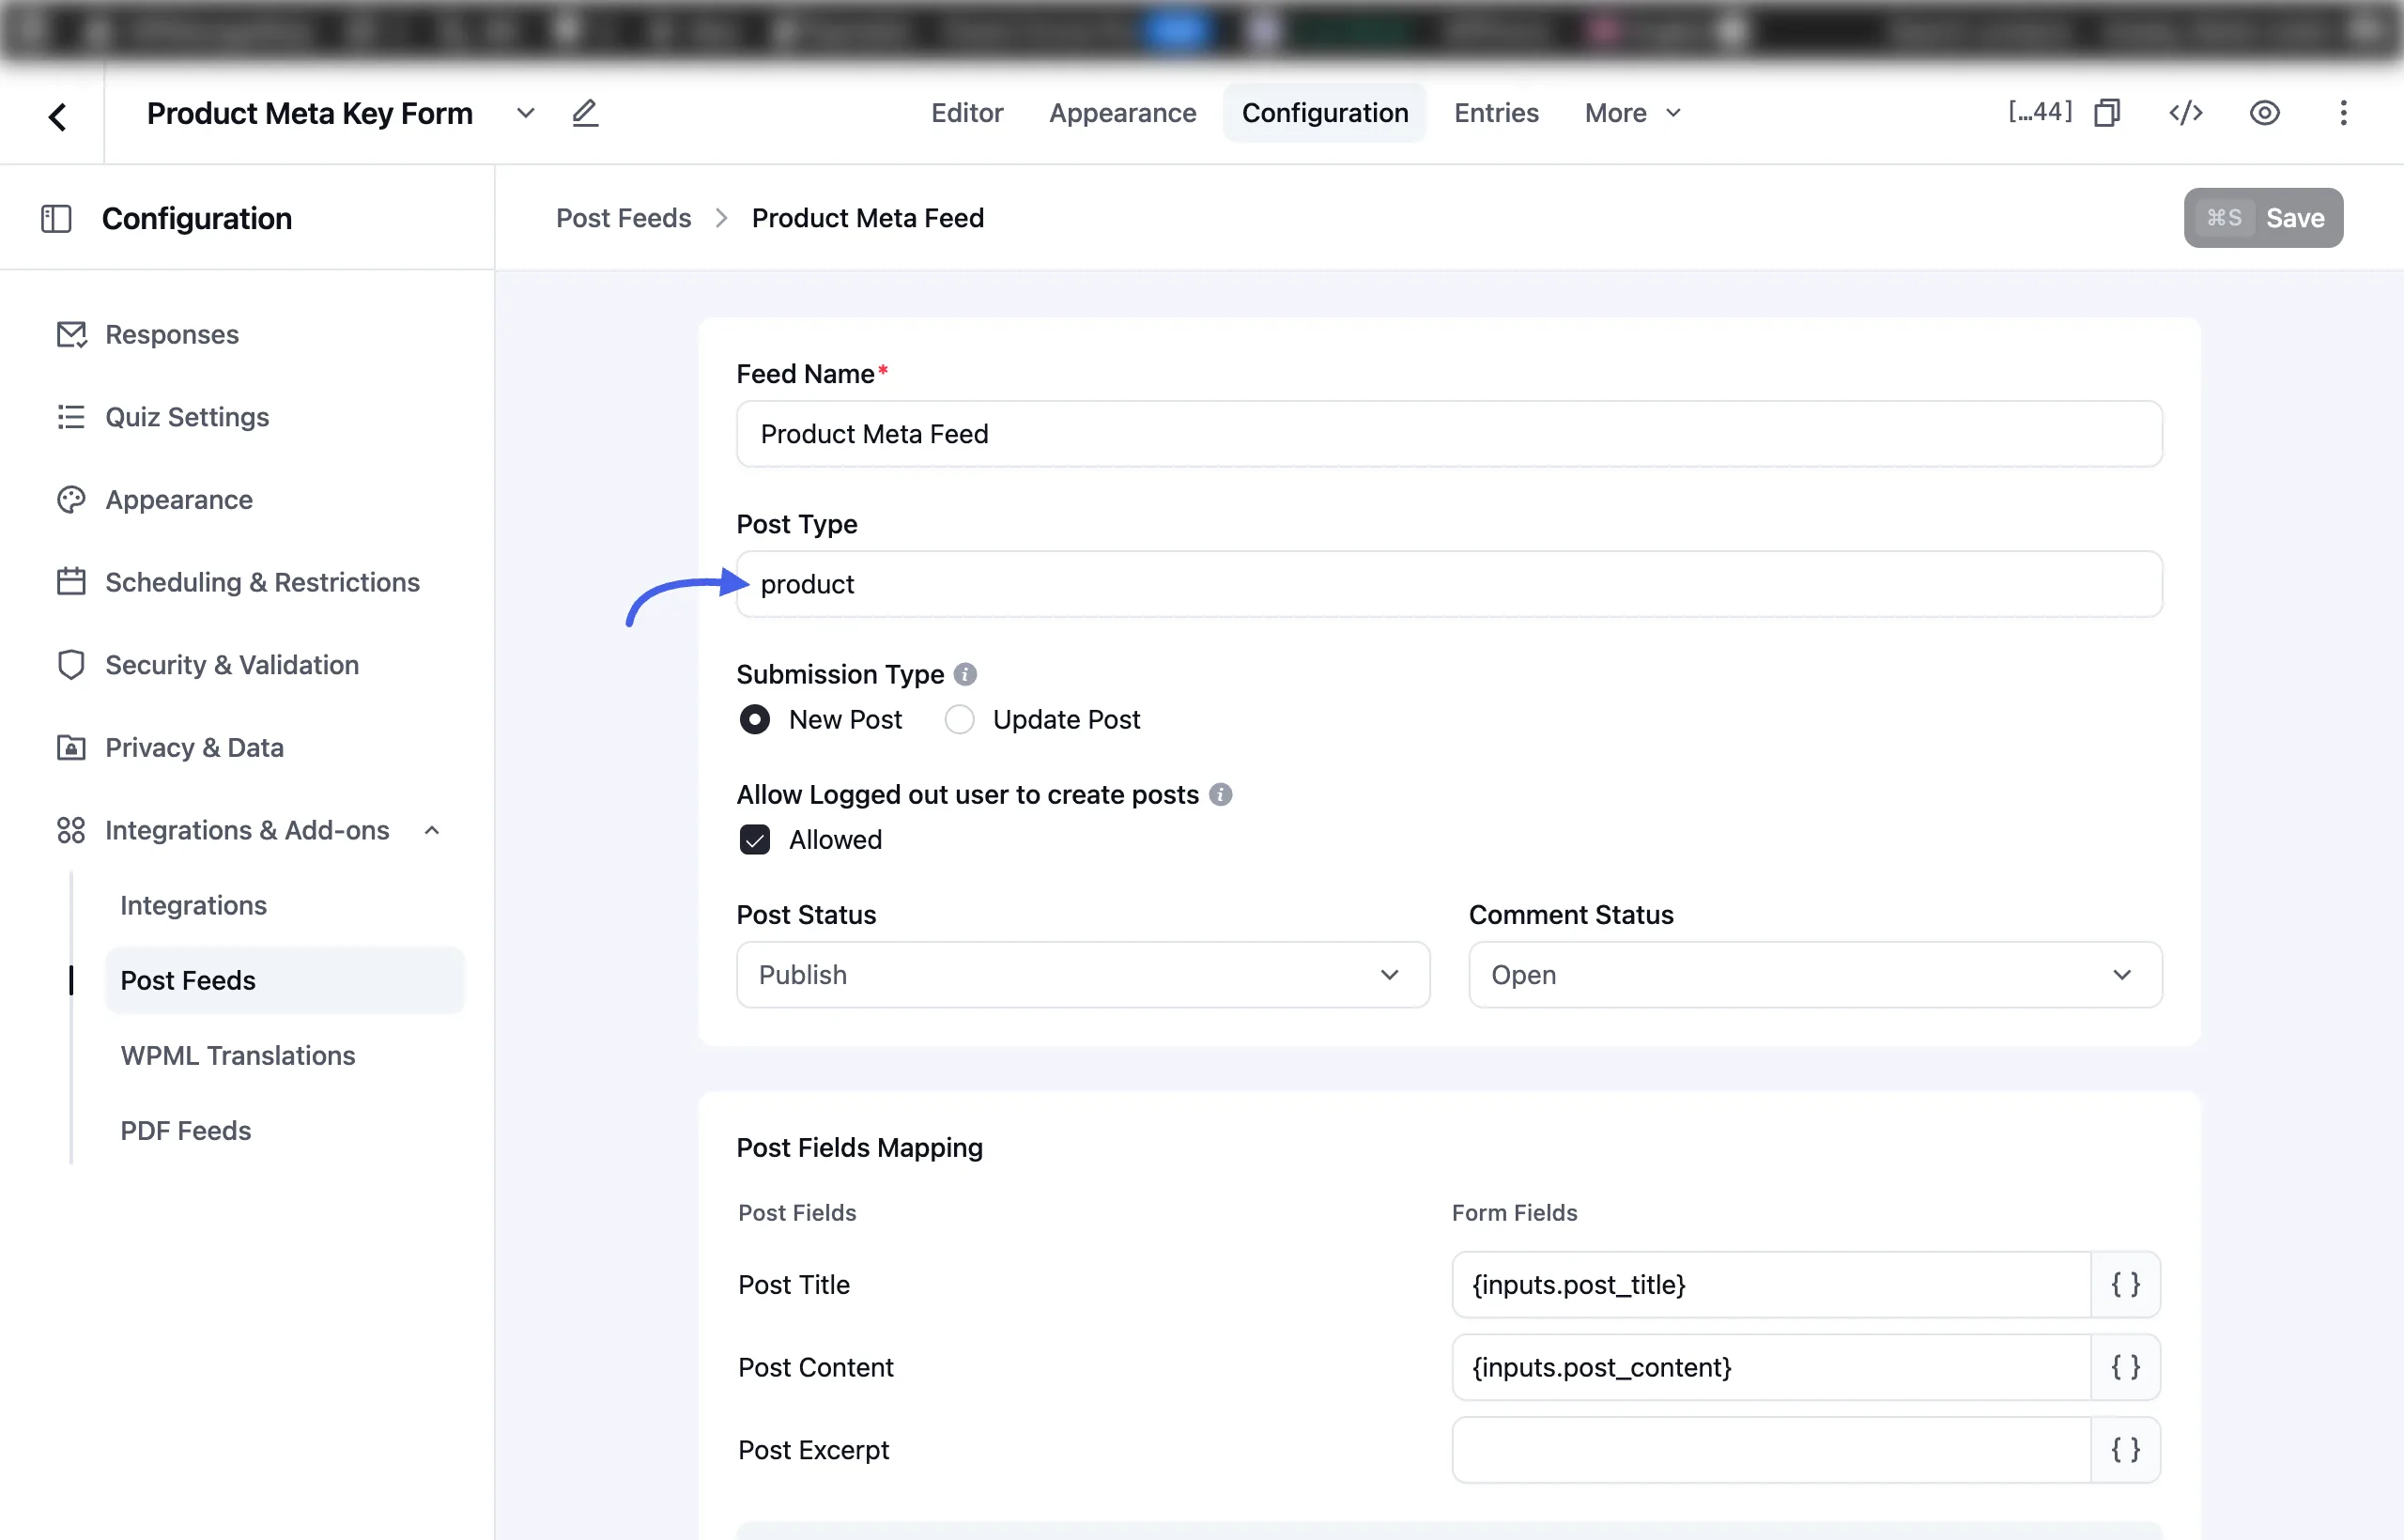 Product Meta Key Form
Editor
Appearance
Configuration
Entries
More
[...44]
Configuration
Post Feeds
Product Meta Feed
⌘S Save
Responses
Quiz Settings
Appearance
Scheduling & Restrictions
Security & Validation
Privacy & Data
Integrations & Add-ons
Integrations
Post Feeds
WPML Translations
PDF Feeds
Feed Name*
Product Meta Feed
Post Type
product
Submission Type
New Post
Update Post
Allow Logged out user to create posts
Allowed
Post Status
Comment Status
Publish
Open
Post Fields Mapping
Post Fields
Form Fields
Post Title
{inputs.post_title}
{ }
Post Content
{inputs.post_content}
{ }
Post Excerpt
{ }